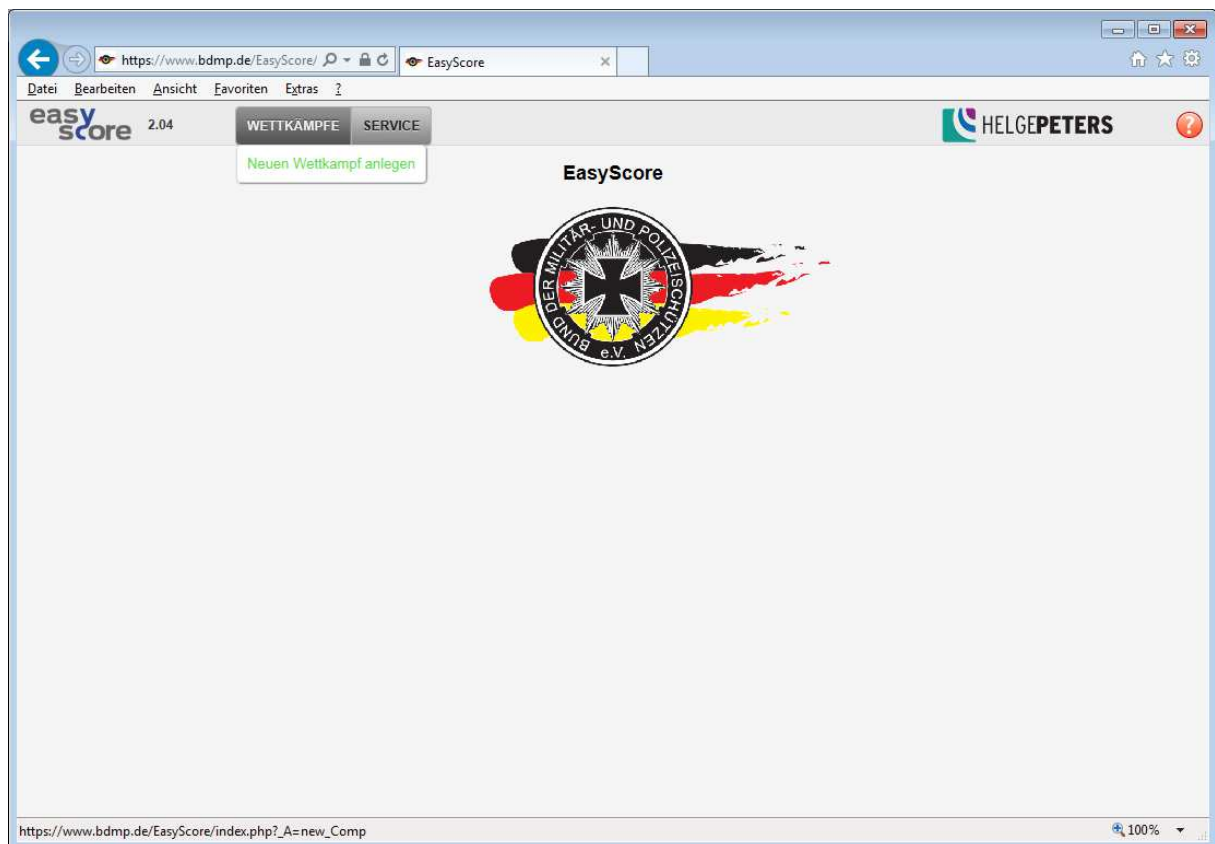 https://www.bdmp.de/EasyScore/
EasyScore
Datei Bearbeiten Ansicht Favoriten Extras ?
easy score 2.04 WETTKÄMPFE SERVICE HELGEPETERS ?
Neuen Wettkampf anlegen
EasyScore
BUND DER MILITÄR- UND POLIZEISCHÜTZEN e.V.
https://www.bdmp.de/EasyScore/index.php?_A=new_Comp 100%